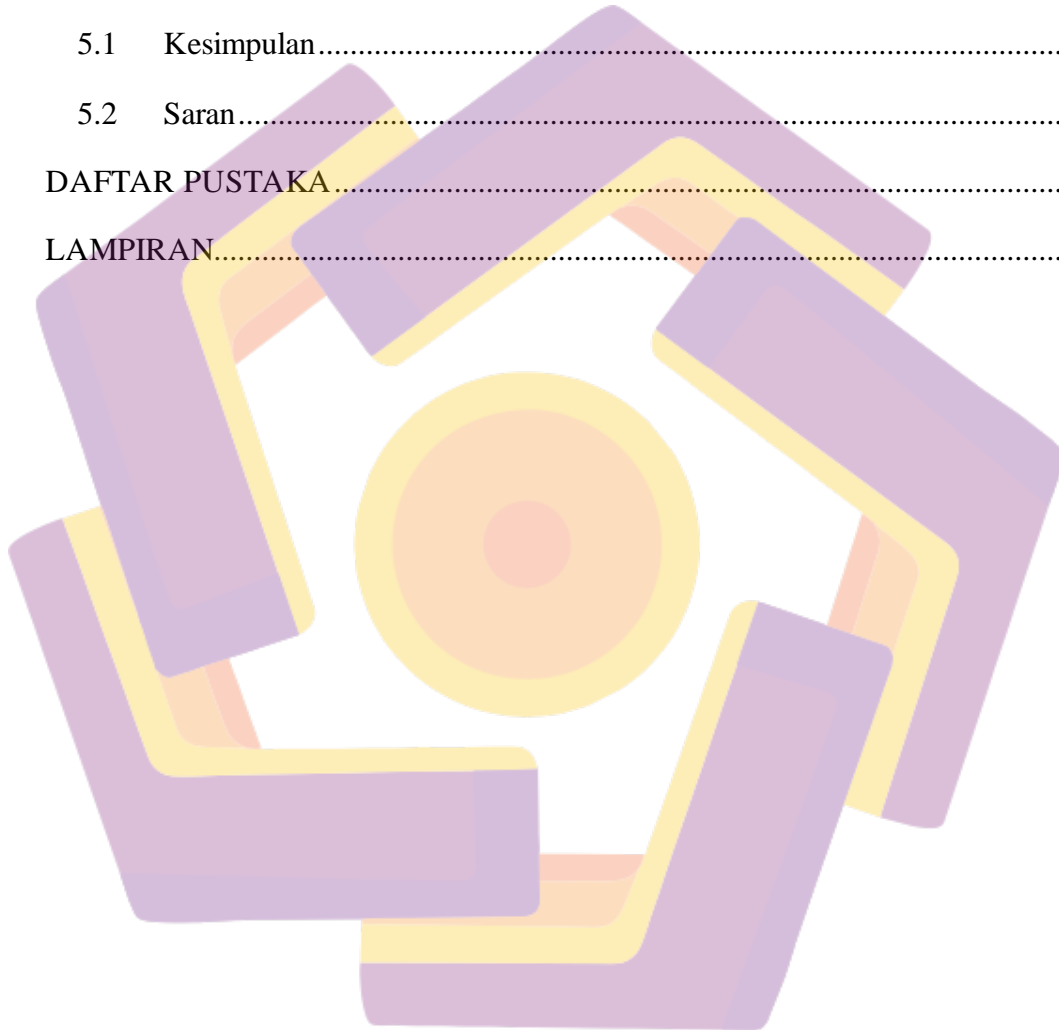 5.1 Kesimpulan........................................................................................................
5.2 Saran........................................................................................................
DAFTAR PUSTAKA........................................................................................................
LAMPIRAN........................................................................................................